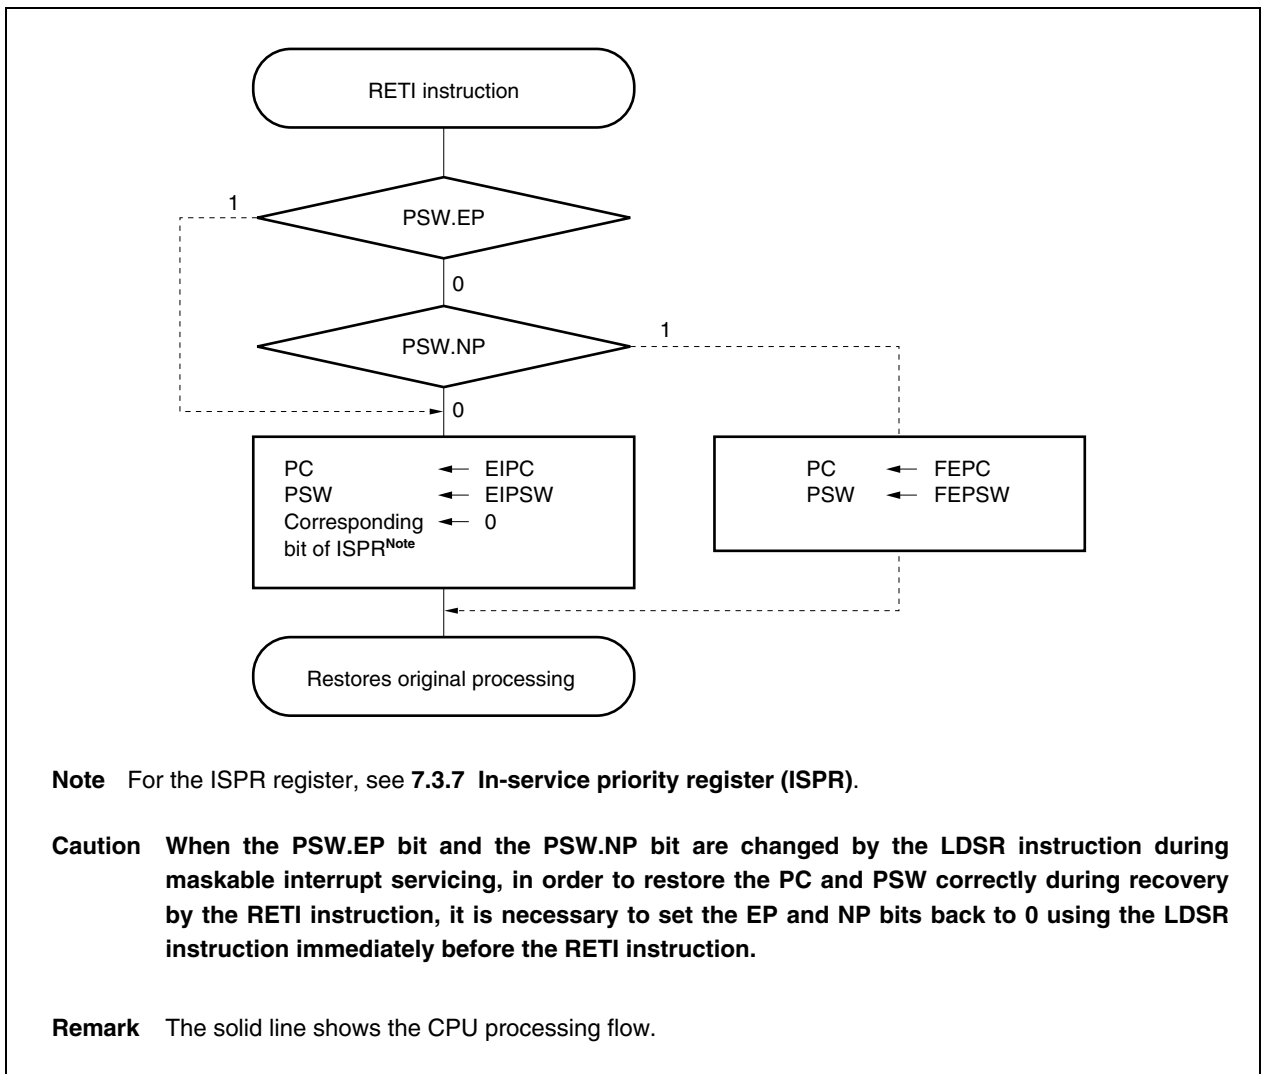 RETI instruction
1
PSW.EP
0
PSW.NP
1
0
PC ← EIPC
PSW ← EIPSW
Corresponding ← 0
bit of ISPRNote
PC ← FEPC
PSW ← FEPSW
Restores original processing
Note For the ISPR register, see 7.3.7 In-service priority register (ISPR).
Caution When the PSW.EP bit and the PSW.NP bit are changed by the LDSR instruction during
maskable interrupt servicing, in order to restore the PC and PSW correctly during recovery
by the RETI instruction, it is necessary to set the EP and NP bits back to 0 using the LDSR
instruction immediately before the RETI instruction.
Remark The solid line shows the CPU processing flow.